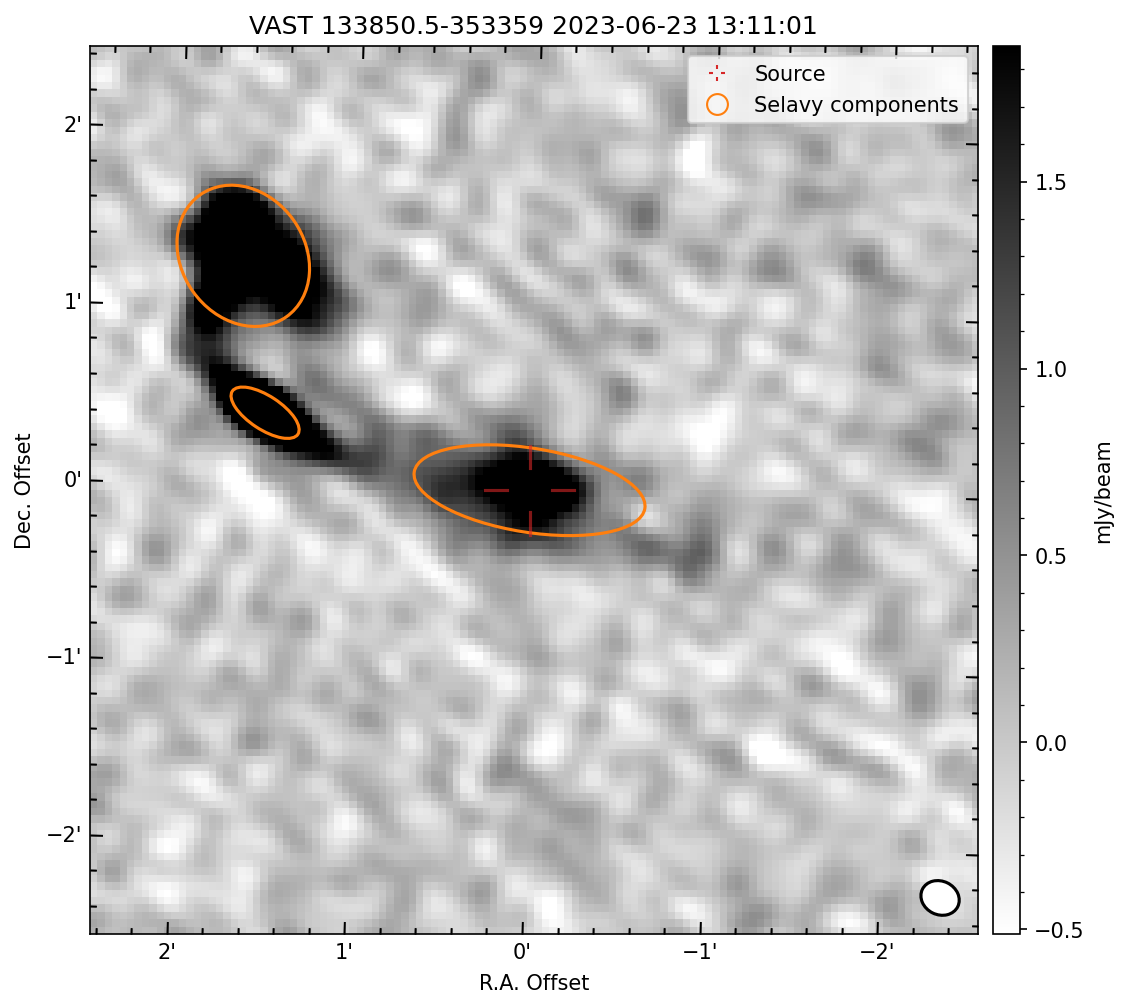 VAST 133850.5-353359 2023-06-23 13:11:01
Source
Selavy components
2'
1'
0'
−1'
−2'
Dec. Offset
2'
1'
0'
−1'
−2'
R.A. Offset
1.5
1.0
0.5
0.0
−0.5
mJy/beam